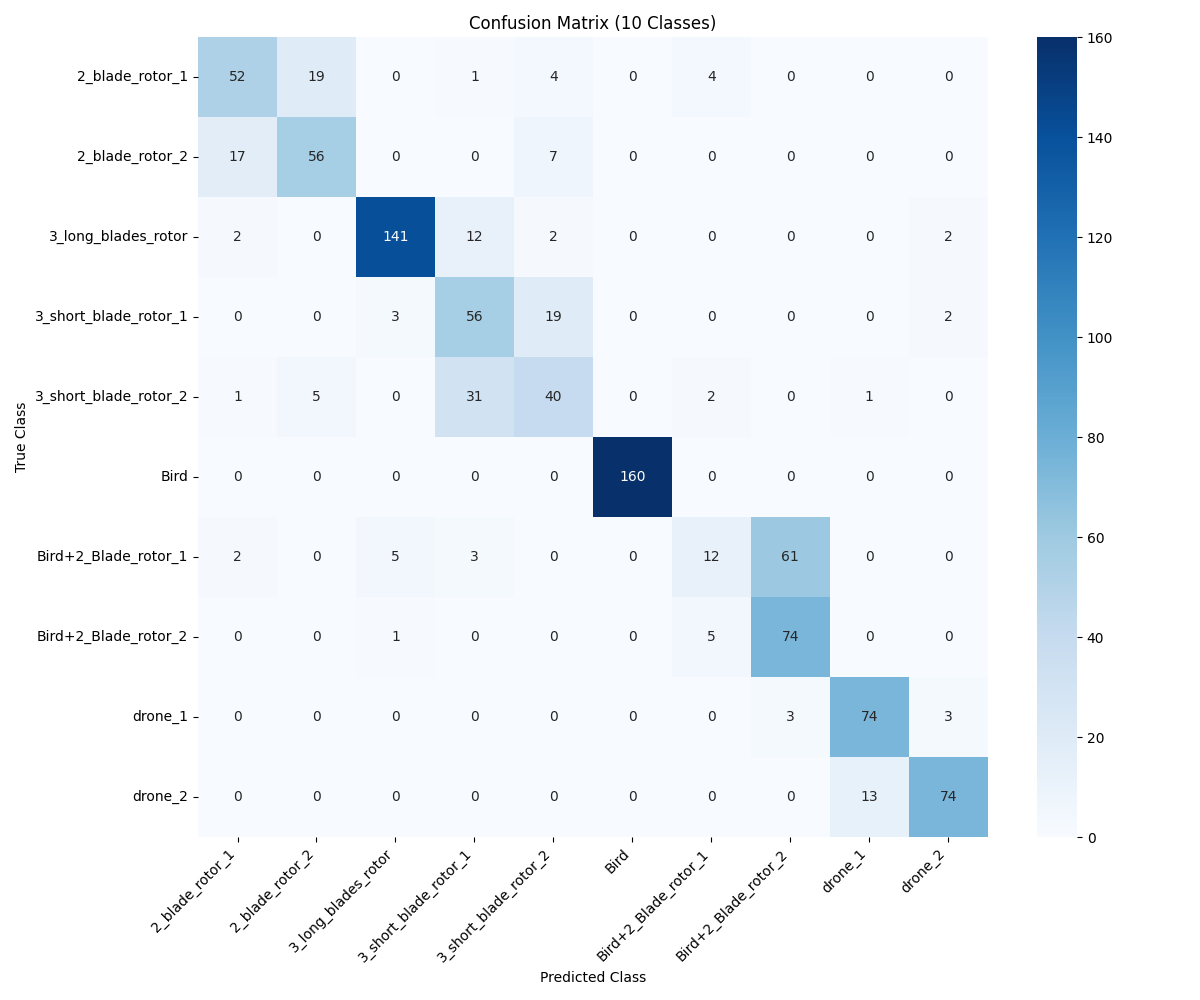 Confusion Matrix (10 Classes)
True Class
2_blade_rotor_1 52 19 0 1 4 0 4 0 0 0
2_blade_rotor_2 17 56 0 0 7 0 0 0 0 0
3_long_blades_rotor 2 0 141 12 2 0 0 0 0 2
3_short_blade_rotor_1 0 0 3 56 19 0 0 0 0 2
3_short_blade_rotor_2 1 5 0 31 40 0 2 0 1 0
Bird 0 0 0 0 0 160 0 0 0 0
Bird+2_Blade_rotor_1 2 0 5 3 0 0 12 61 0 0
Bird+2_Blade_rotor_2 0 0 1 0 0 0 5 74 0 0
drone_1 0 0 0 0 0 0 0 3 74 3
drone_2 0 0 0 0 0 0 0 0 13 74
2_blade_rotor_1
2_blade_rotor_2
3_long_blades_rotor
3_short_blade_rotor_1
3_short_blade_rotor_2
Bird
Bird+2_Blade_rotor_1
Bird+2_Blade_rotor_2
drone_1
drone_2
Predicted Class
160
140
120
100
80
60
40
20
0